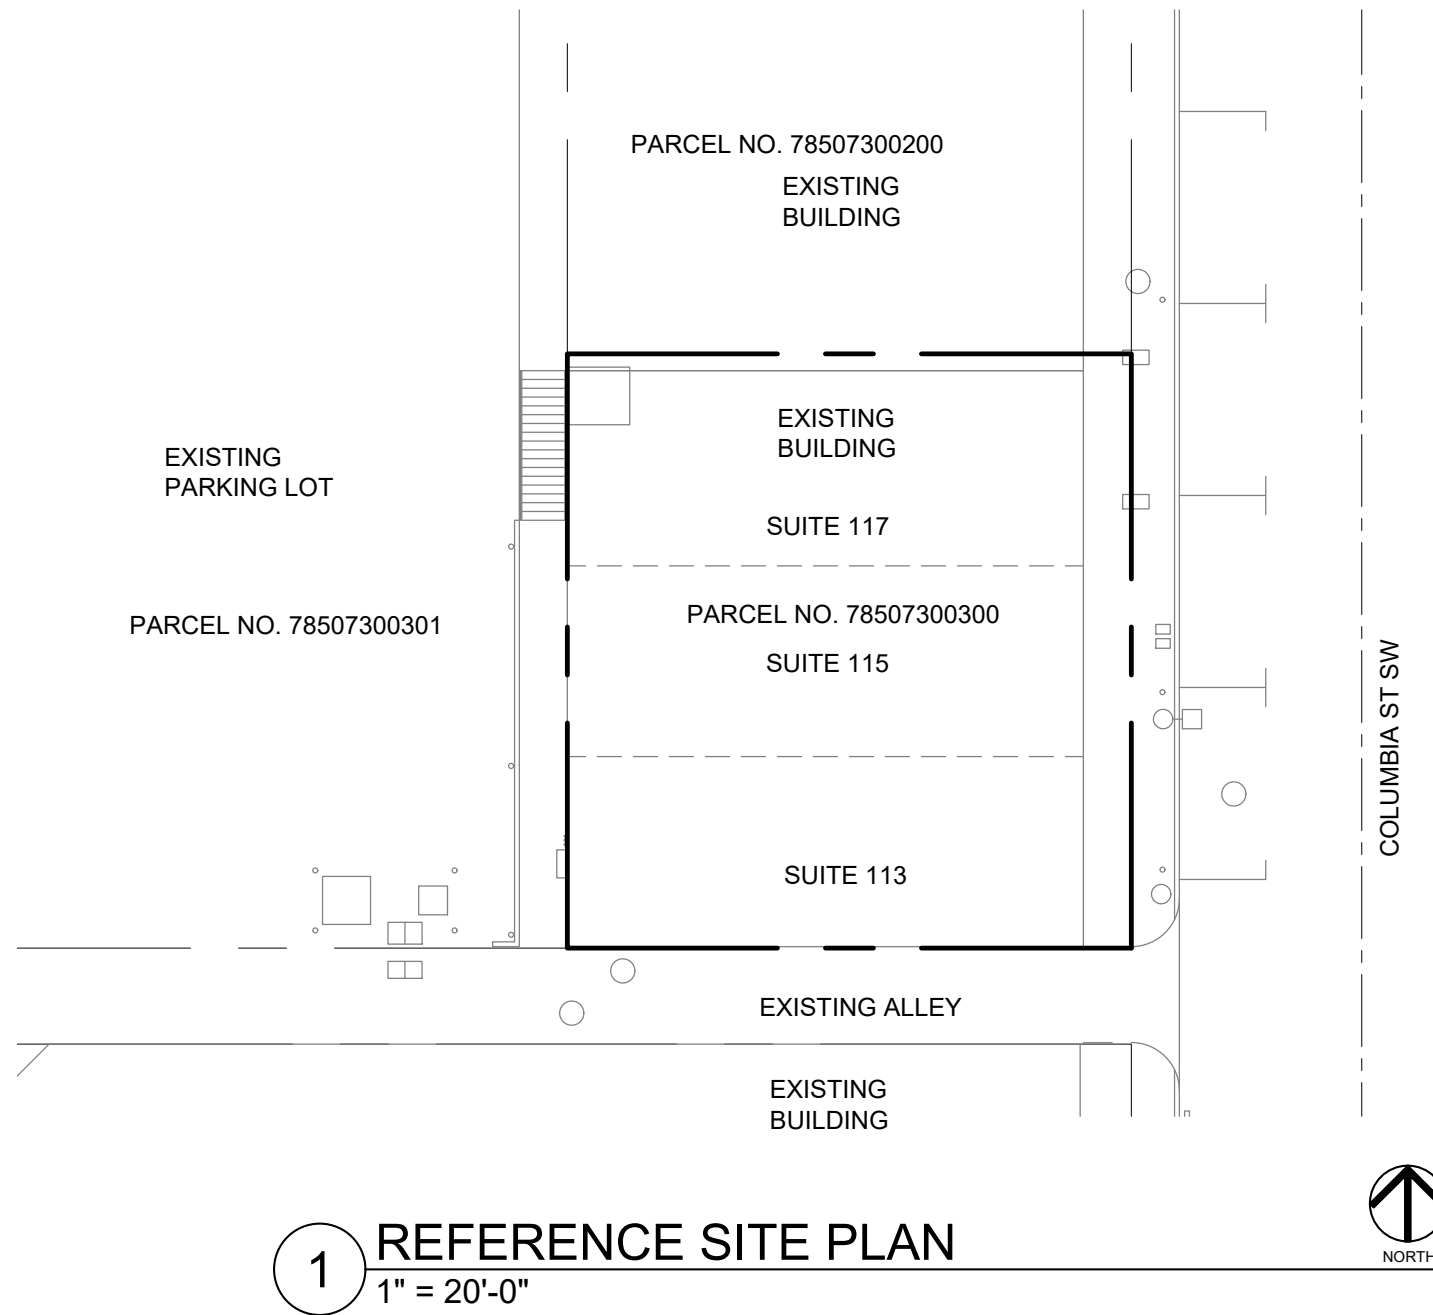 PARCEL NO. 78507300200
EXISTING
BUILDING
EXISTING
BUILDING
EXISTING
PARKING LOT
SUITE 117
PARCEL NO. 78507300301
PARCEL NO. 78507300300
SUITE 115
COLUMBIA ST SW
SUITE 113
EXISTING ALLEY
EXISTING
BUILDING
NORTH
1
REFERENCE SITE PLAN
1" = 20'-0"